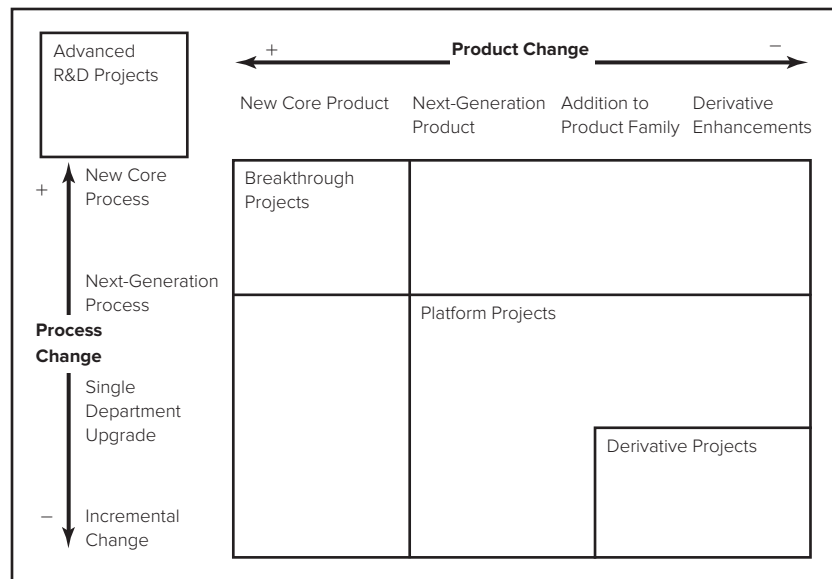 Advanced
R&D Projects
+
Product Change
−
New Core Product
Next-Generation
Product
Addition to
Product Family
Derivative
Enhancements
+
New Core
Process
Next-Generation
Process
Process
Change
Single
Department
Upgrade
−
Incremental
Change
Breakthrough
Projects
Platform Projects
Derivative Projects